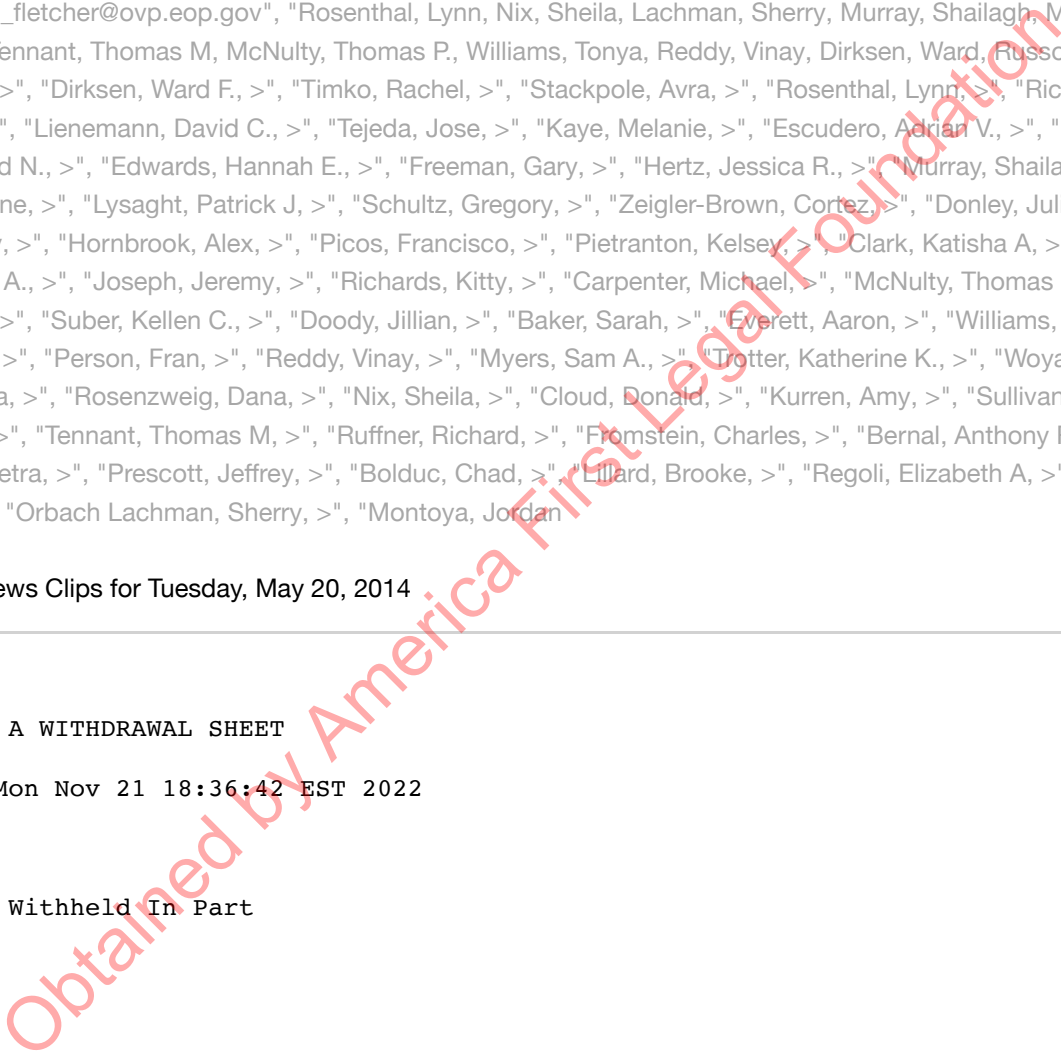 _fletcher@ovp.eop.gov", "Rosenthal, Lynn, Nix, Sheila, Lachman, Sherry, Murray, Shailagh, M
ennant, Thomas M, McNulty, Thomas P., Williams, Tonya, Reddy, Vinay, Dirksen, Ward, Russo
>", "Dirksen, Ward F., >", "Timko, Rachel, >", "Stackpole, Avra, >", "Rosenthal, Lynn, >", "Ric
", "Lienemann, David C., >", "Tejeda, Jose, >", "Kaye, Melanie, >", "Escudero, Adrian V., >", "
d N., >", "Edwards, Hannah E., >", "Freeman, Gary, >", "Hertz, Jessica R., >", "Murray, Shaila
ne, >", "Lysaght, Patrick J, >", "Schultz, Gregory, >", "Zeigler-Brown, Cortez, >", "Donley, Juli
, >", "Hornbrook, Alex, >", "Picos, Francisco, >", "Pietranton, Kelsey, >", "Clark, Katisha A, >
A., >", "Joseph, Jeremy, >", "Richards, Kitty, >", "Carpenter, Michael, >", "McNulty, Thomas
>", "Suber, Kellen C., >", "Doody, Jillian, >", "Baker, Sarah, >", "Everett, Aaron, >", "Williams,
>", "Person, Fran, >", "Reddy, Vinay, >", "Myers, Sam A., >", "Trotter, Katherine K., >", "Woya
a, >", "Rosenzweig, Dana, >", "Nix, Sheila, >", "Cloud, Donald, >", "Kurren, Amy, >", "Sullivan
>", "Tennant, Thomas M, >", "Ruffner, Richard, >", "Fromstein, Charles, >", "Bernal, Anthony
etra, >", "Prescott, Jeffrey, >", "Bolduc, Chad, >", "Lillard, Brooke, >", "Regoli, Elizabeth A, >"
"Orbach Lachman, Sherry, >", "Montoya, Jordan
ews Clips for Tuesday, May 20, 2014
A WITHDRAWAL SHEET
Mon Nov 21 18:36:42 EST 2022
Withheld In Part
Obtained by America First Legal Foundation